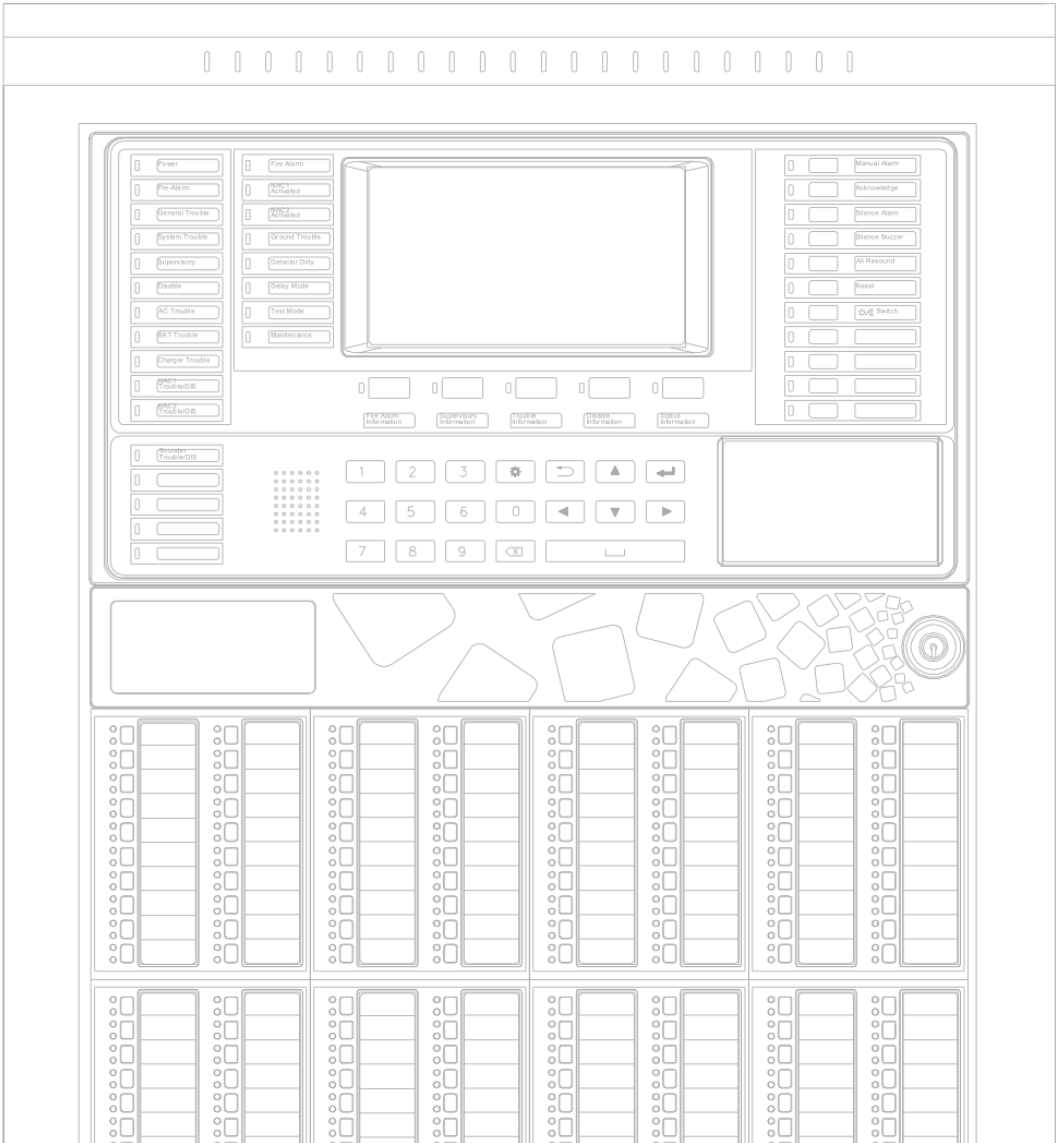 Power
Pre-Alarm
General Trouble
System Trouble
Supervisory
Disable
AC Trouble
BAT Trouble
Charger Trouble
NAC1
Trouble/DIS
NAC2
Trouble/DIS
Fire Alarm
NAC1
Activated
NAC2
Activated
Ground Trouble
Detector Dirty
Delay Mode
Test Mode
Maintenance
Manual Alarm
Acknowledge
Silence Alarm
Silence Buzzer
All Resound
Reset
Switch
Fire Alarm
Information
Supervisory
Information
Trouble
Information
Disable
Information
Status
Information
Sounder
Trouble/DIS
1 2 3
4 5 6 0
7 8 9